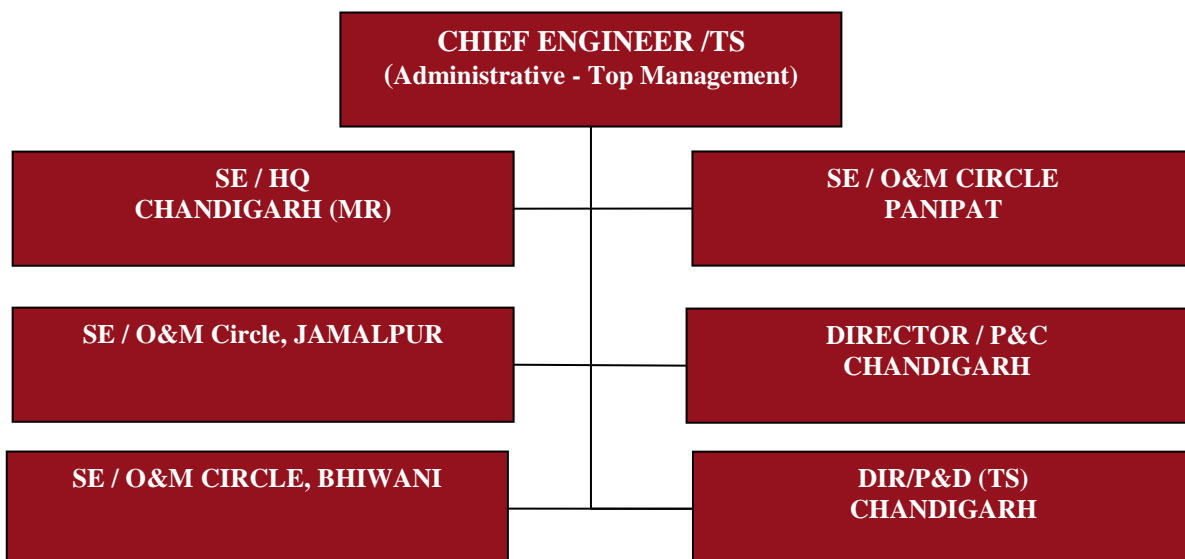 CHIEF ENGINEER /TS
(Administrative - Top Management)
SE / HQ
CHANDIGARH (MR)
SE / O&M CIRCLE
PANIPAT
SE / O&M Circle, JAMALPUR
DIRECTOR / P&C
CHANDIGARH
SE / O&M CIRCLE, BHIWANI
DIR/P&D (TS)
CHANDIGARH